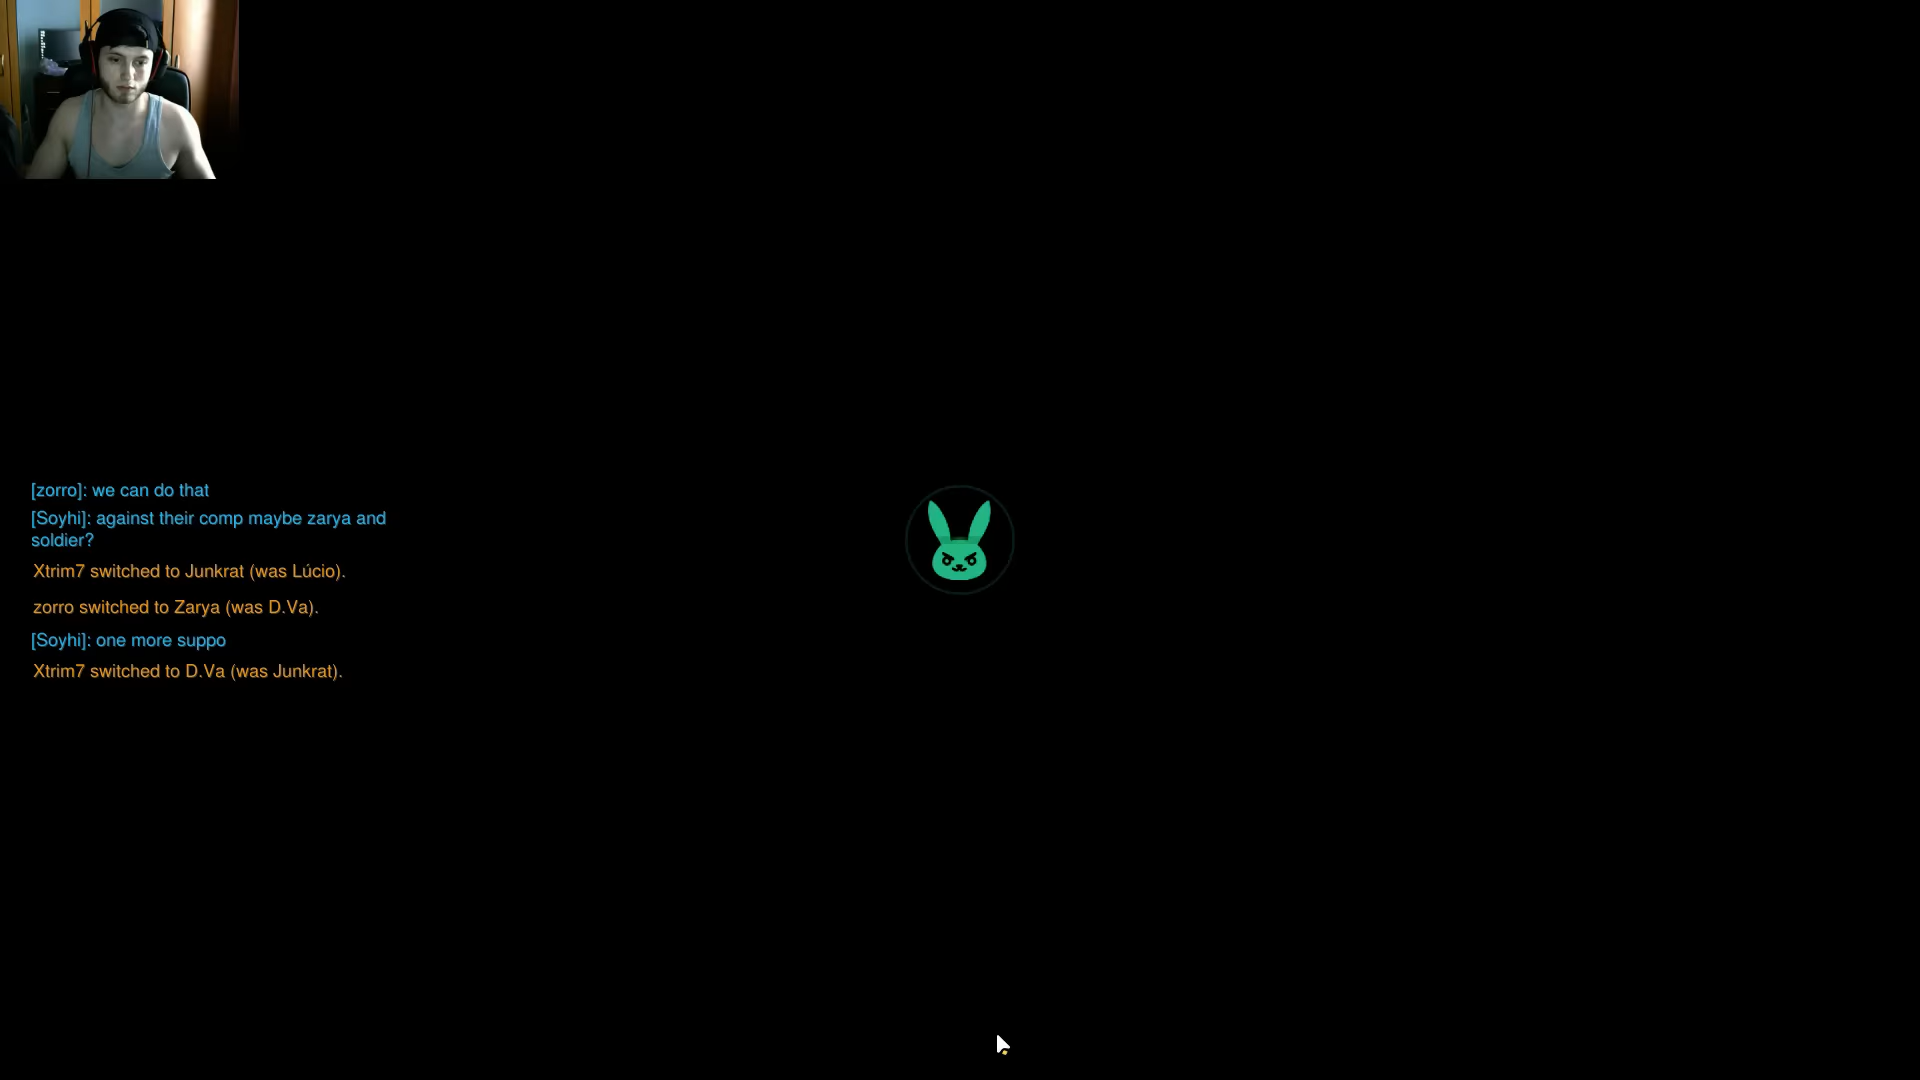 [zorro]: we can do that
[Soyhi]: against their comp maybe zarya and
soldier?
Xtrim7 switched to Junkrat (was Lúcio).
zorro switched to Zarya (was D.Va).
[Soyhi]: one more suppo
Xtrim7 switched to D.Va (was Junkrat).